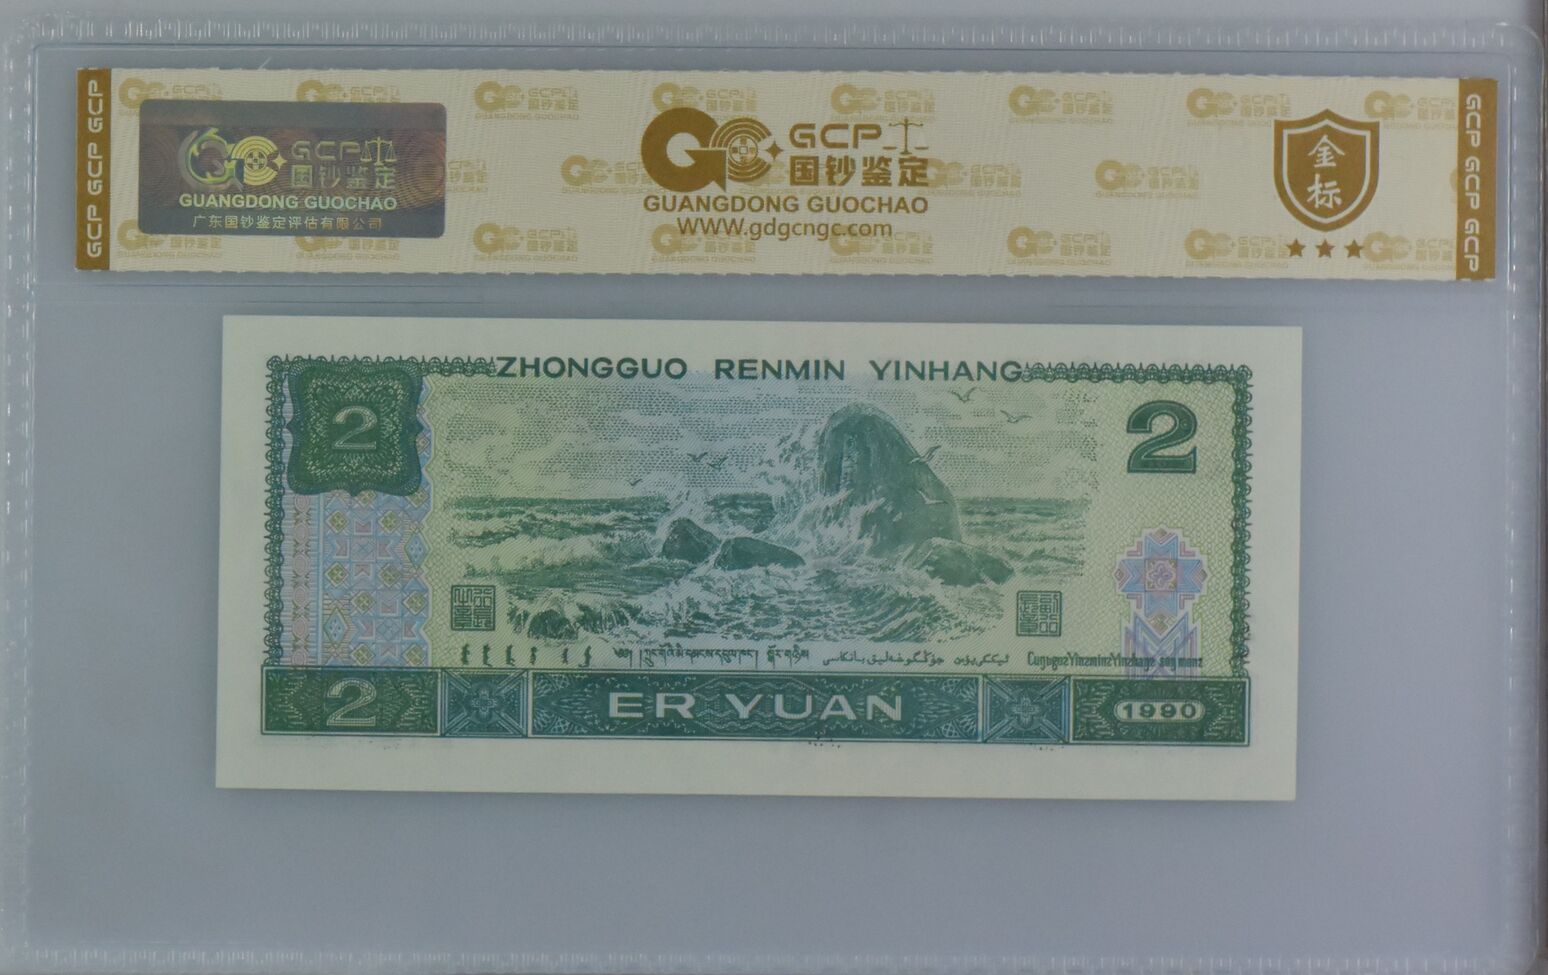 GCP GCP GCP
GCP
国钞鉴定
GUANGDONG GUOCHAO
广东国钞鉴定评估有限公司
GCP
国钞鉴定
GUANGDONG GUOCHAO
WWW.gdgcngc.com
金
标
GCP GCP GCP
ZHONGGUO RENMIN YINHANG
2
2
2
ER YUAN
1990